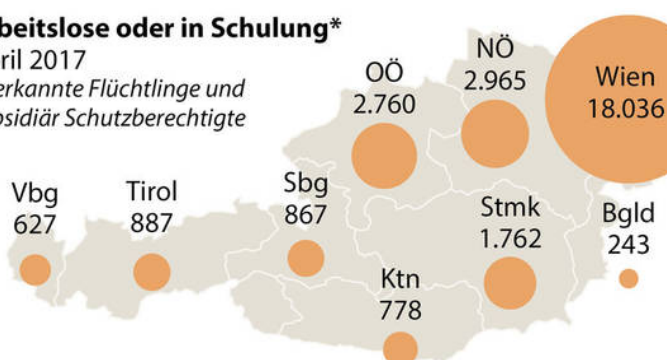 beitslose oder in Schulung*
ril 2017
erkannte Flüchtlinge und
bsidiär Schutzberechtigte
NÖ
2.965
OÖ
2.760
Wien
18.036
Vbg
627
Tirol
887
Sbg
867
Stmk
1.762
Bgld
243
Ktn
778